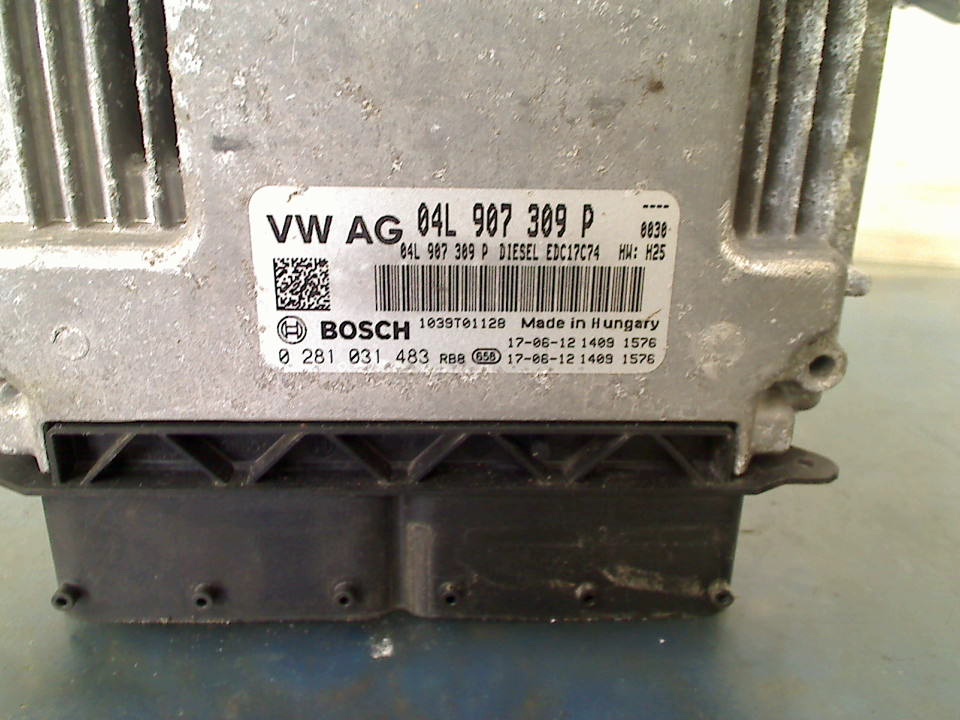 VW AG 04L 907 309 P ----
0030
04L 907 309 P DIESEL EDC17C74 HW: H25
BOSCH 1039T01128 Made in Hungary
17-06-12 1409 1576
0 281 031 483 RB8 658 17-06-12 1409 1576